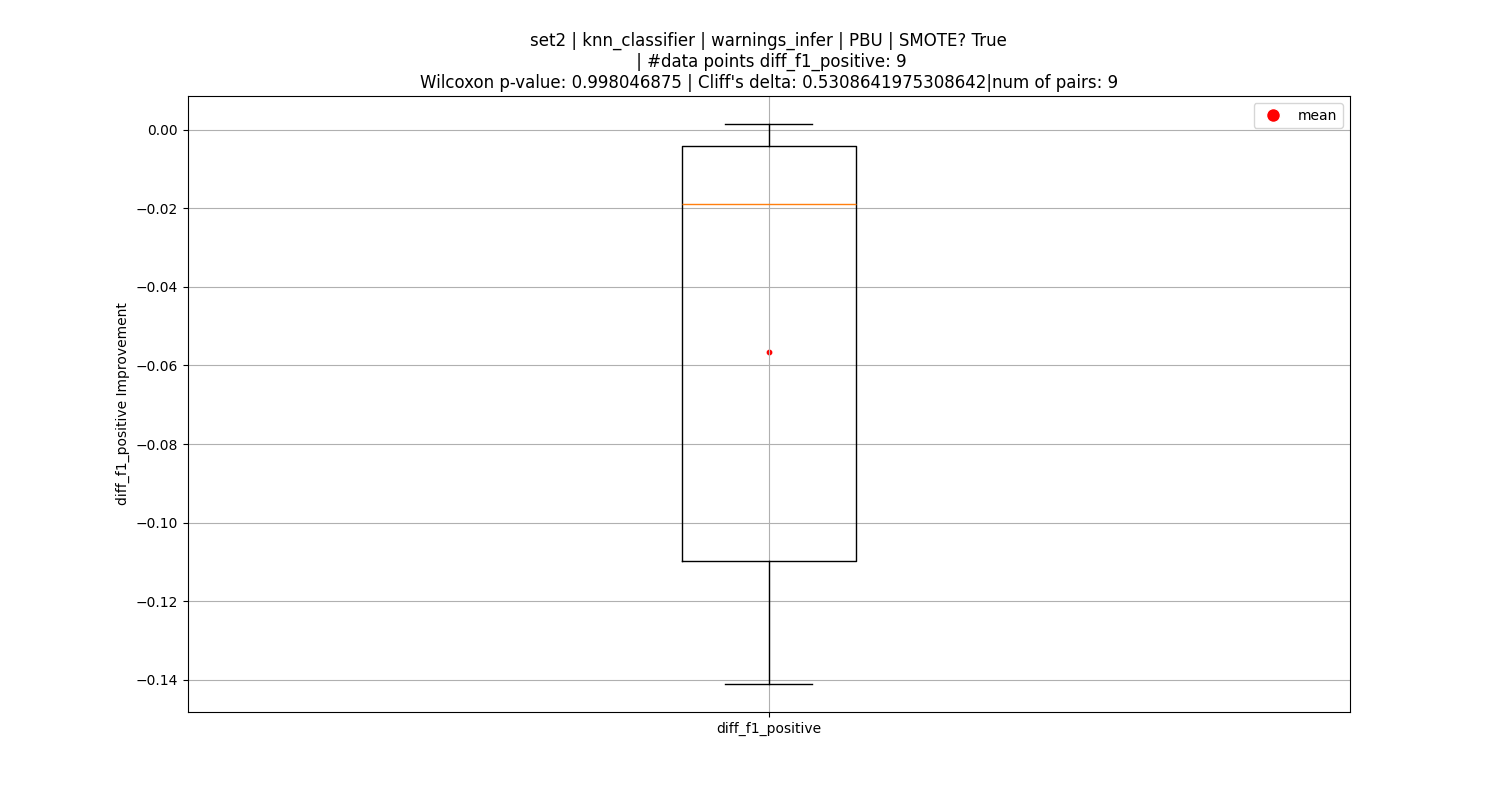 set2 | knn_classifier | warnings_infer | PBU | SMOTE? True
| #data points diff_f1_positive: 9
Wilcoxon p-value: 0.998046875 | Cliff's delta: 0.5308641975308642|num of pairs: 9
mean
0.00
−0.02
−0.04
−0.06
−0.08
−0.10
−0.12
−0.14
diff_f1_positive Improvement
diff_f1_positive